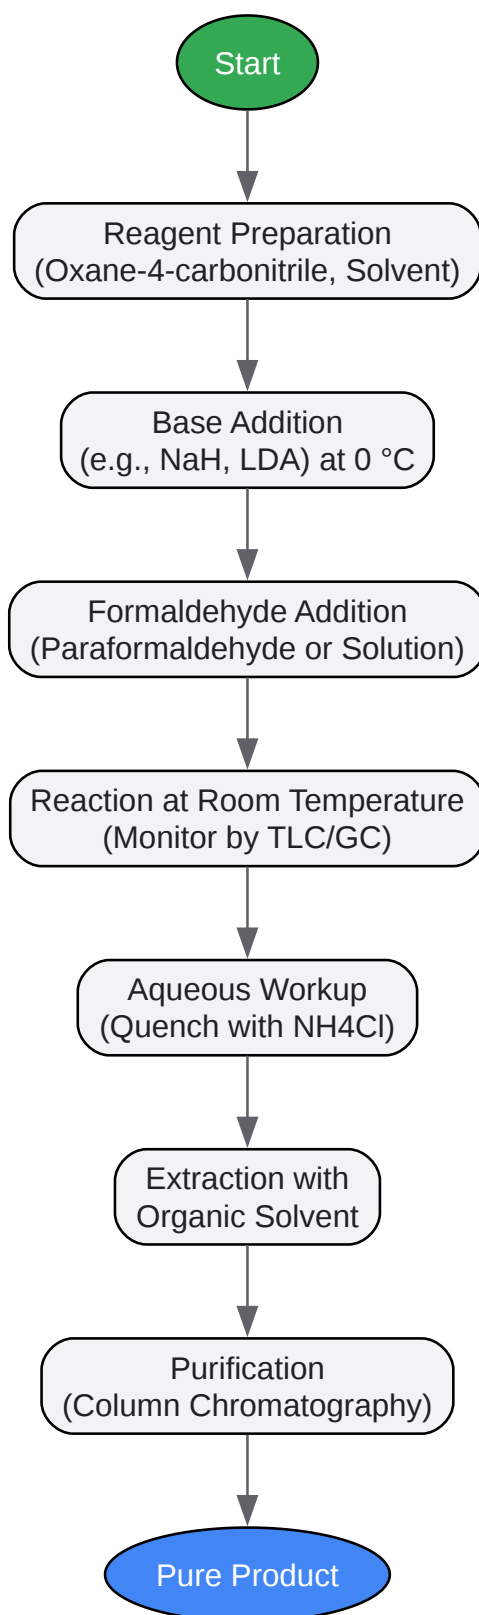 Start
Reagent Preparation
(Oxane-4-carbonitrile, Solvent)
Base Addition
(e.g., NaH, LDA) at 0 °C
Formaldehyde Addition
(Paraformaldehyde or Solution)
Reaction at Room Temperature
(Monitor by TLC/GC)
Aqueous Workup
(Quench with NH4Cl)
Extraction with
Organic Solvent
Purification
(Column Chromatography)
Pure Product